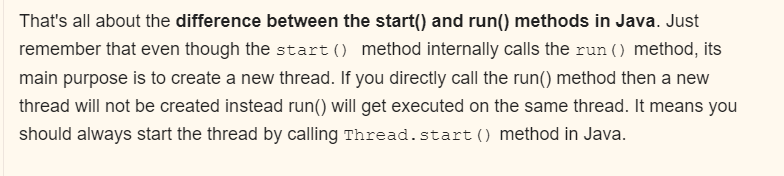 That's all about the difference between the start() and run() methods in Java. Just
remember that even though the start() method internally calls the run() method, its
main purpose is to create a new thread. If you directly call the run() method then a new
thread will not be created instead run() will get executed on the same thread. It means you
should always start the thread by calling Thread.start() method in Java.